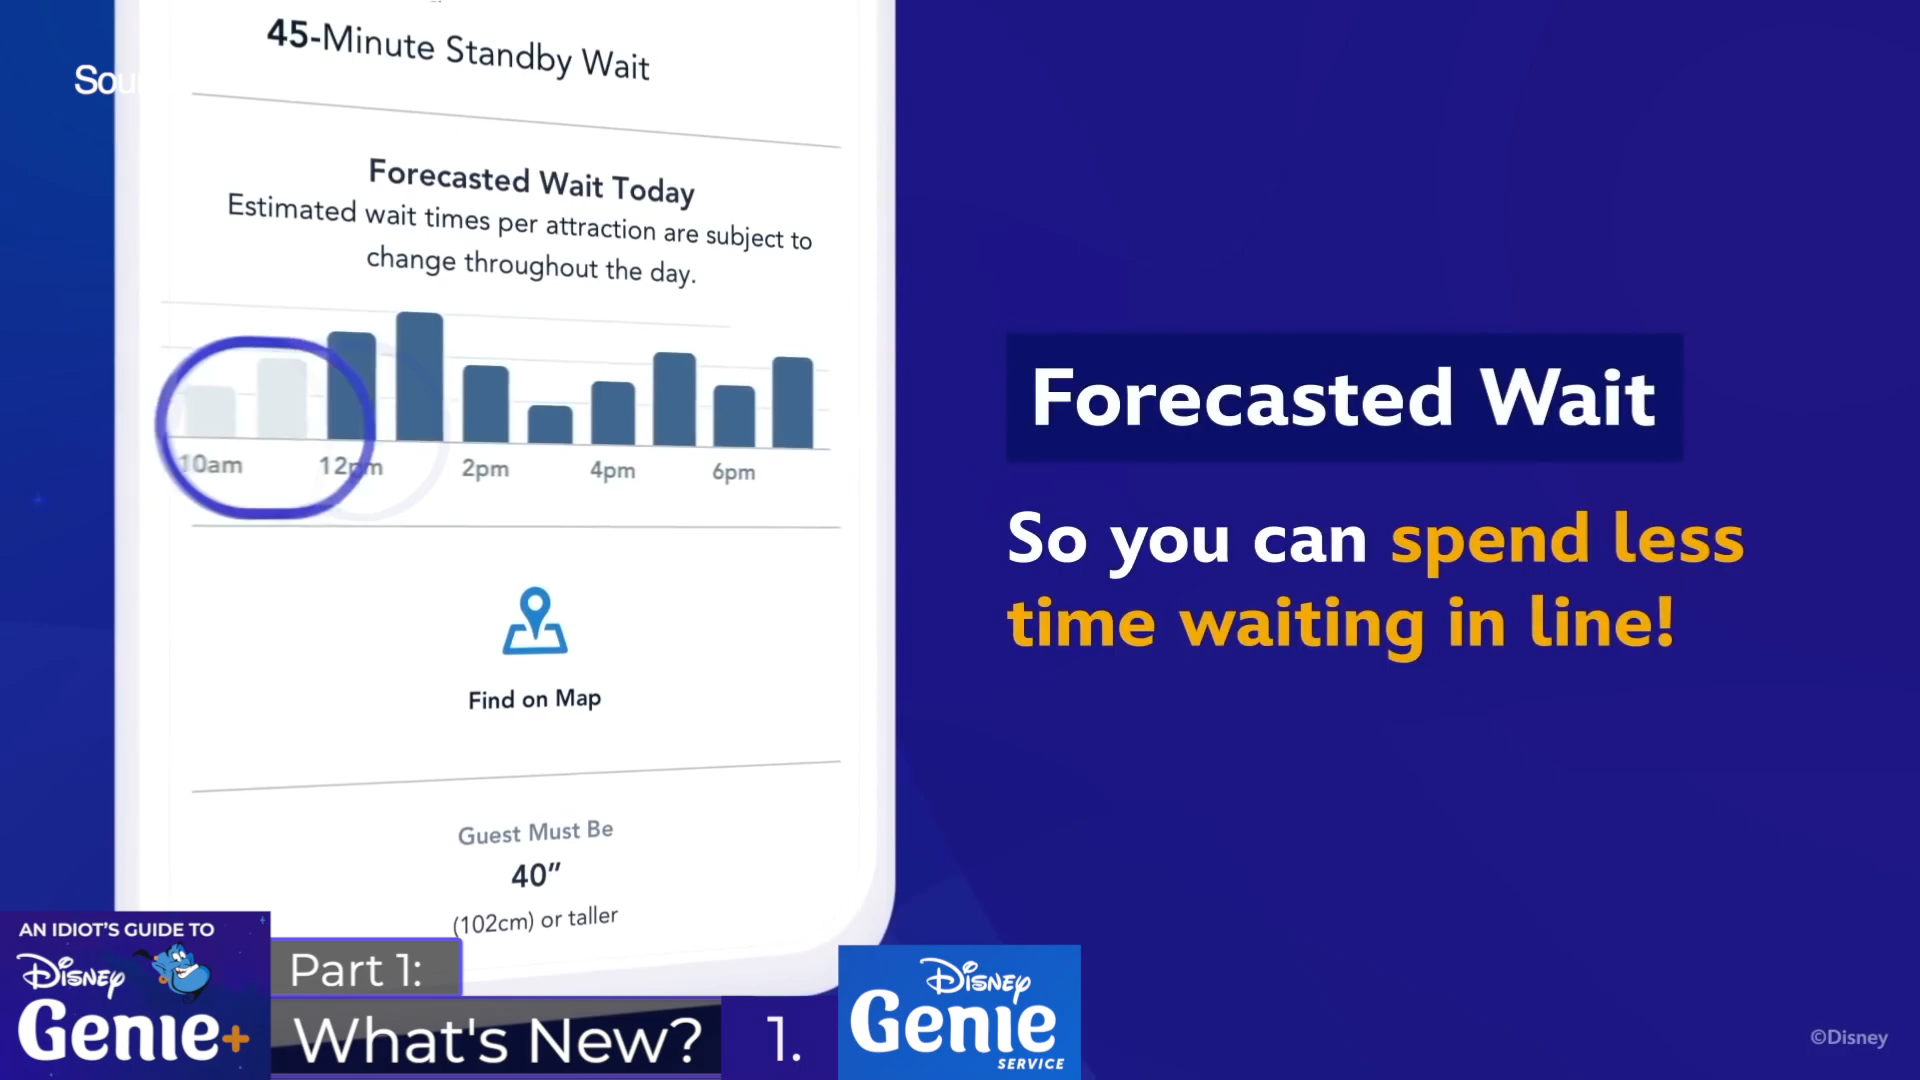 45-Minute Standby Wait
Forecasted Wait Today
Estimated wait times per attraction are subject to
change throughout the day.
10am 12pm 2pm 4pm 6pm
Find on Map
Guest Must Be
40"
(102cm) or taller
Forecasted Wait
So you can spend less
time waiting in line!
AN IDIOT'S GUIDE TO
Disney
Genie+
Part 1:
What's New?
1.
Disney
Genie
SERVICE
©Disney